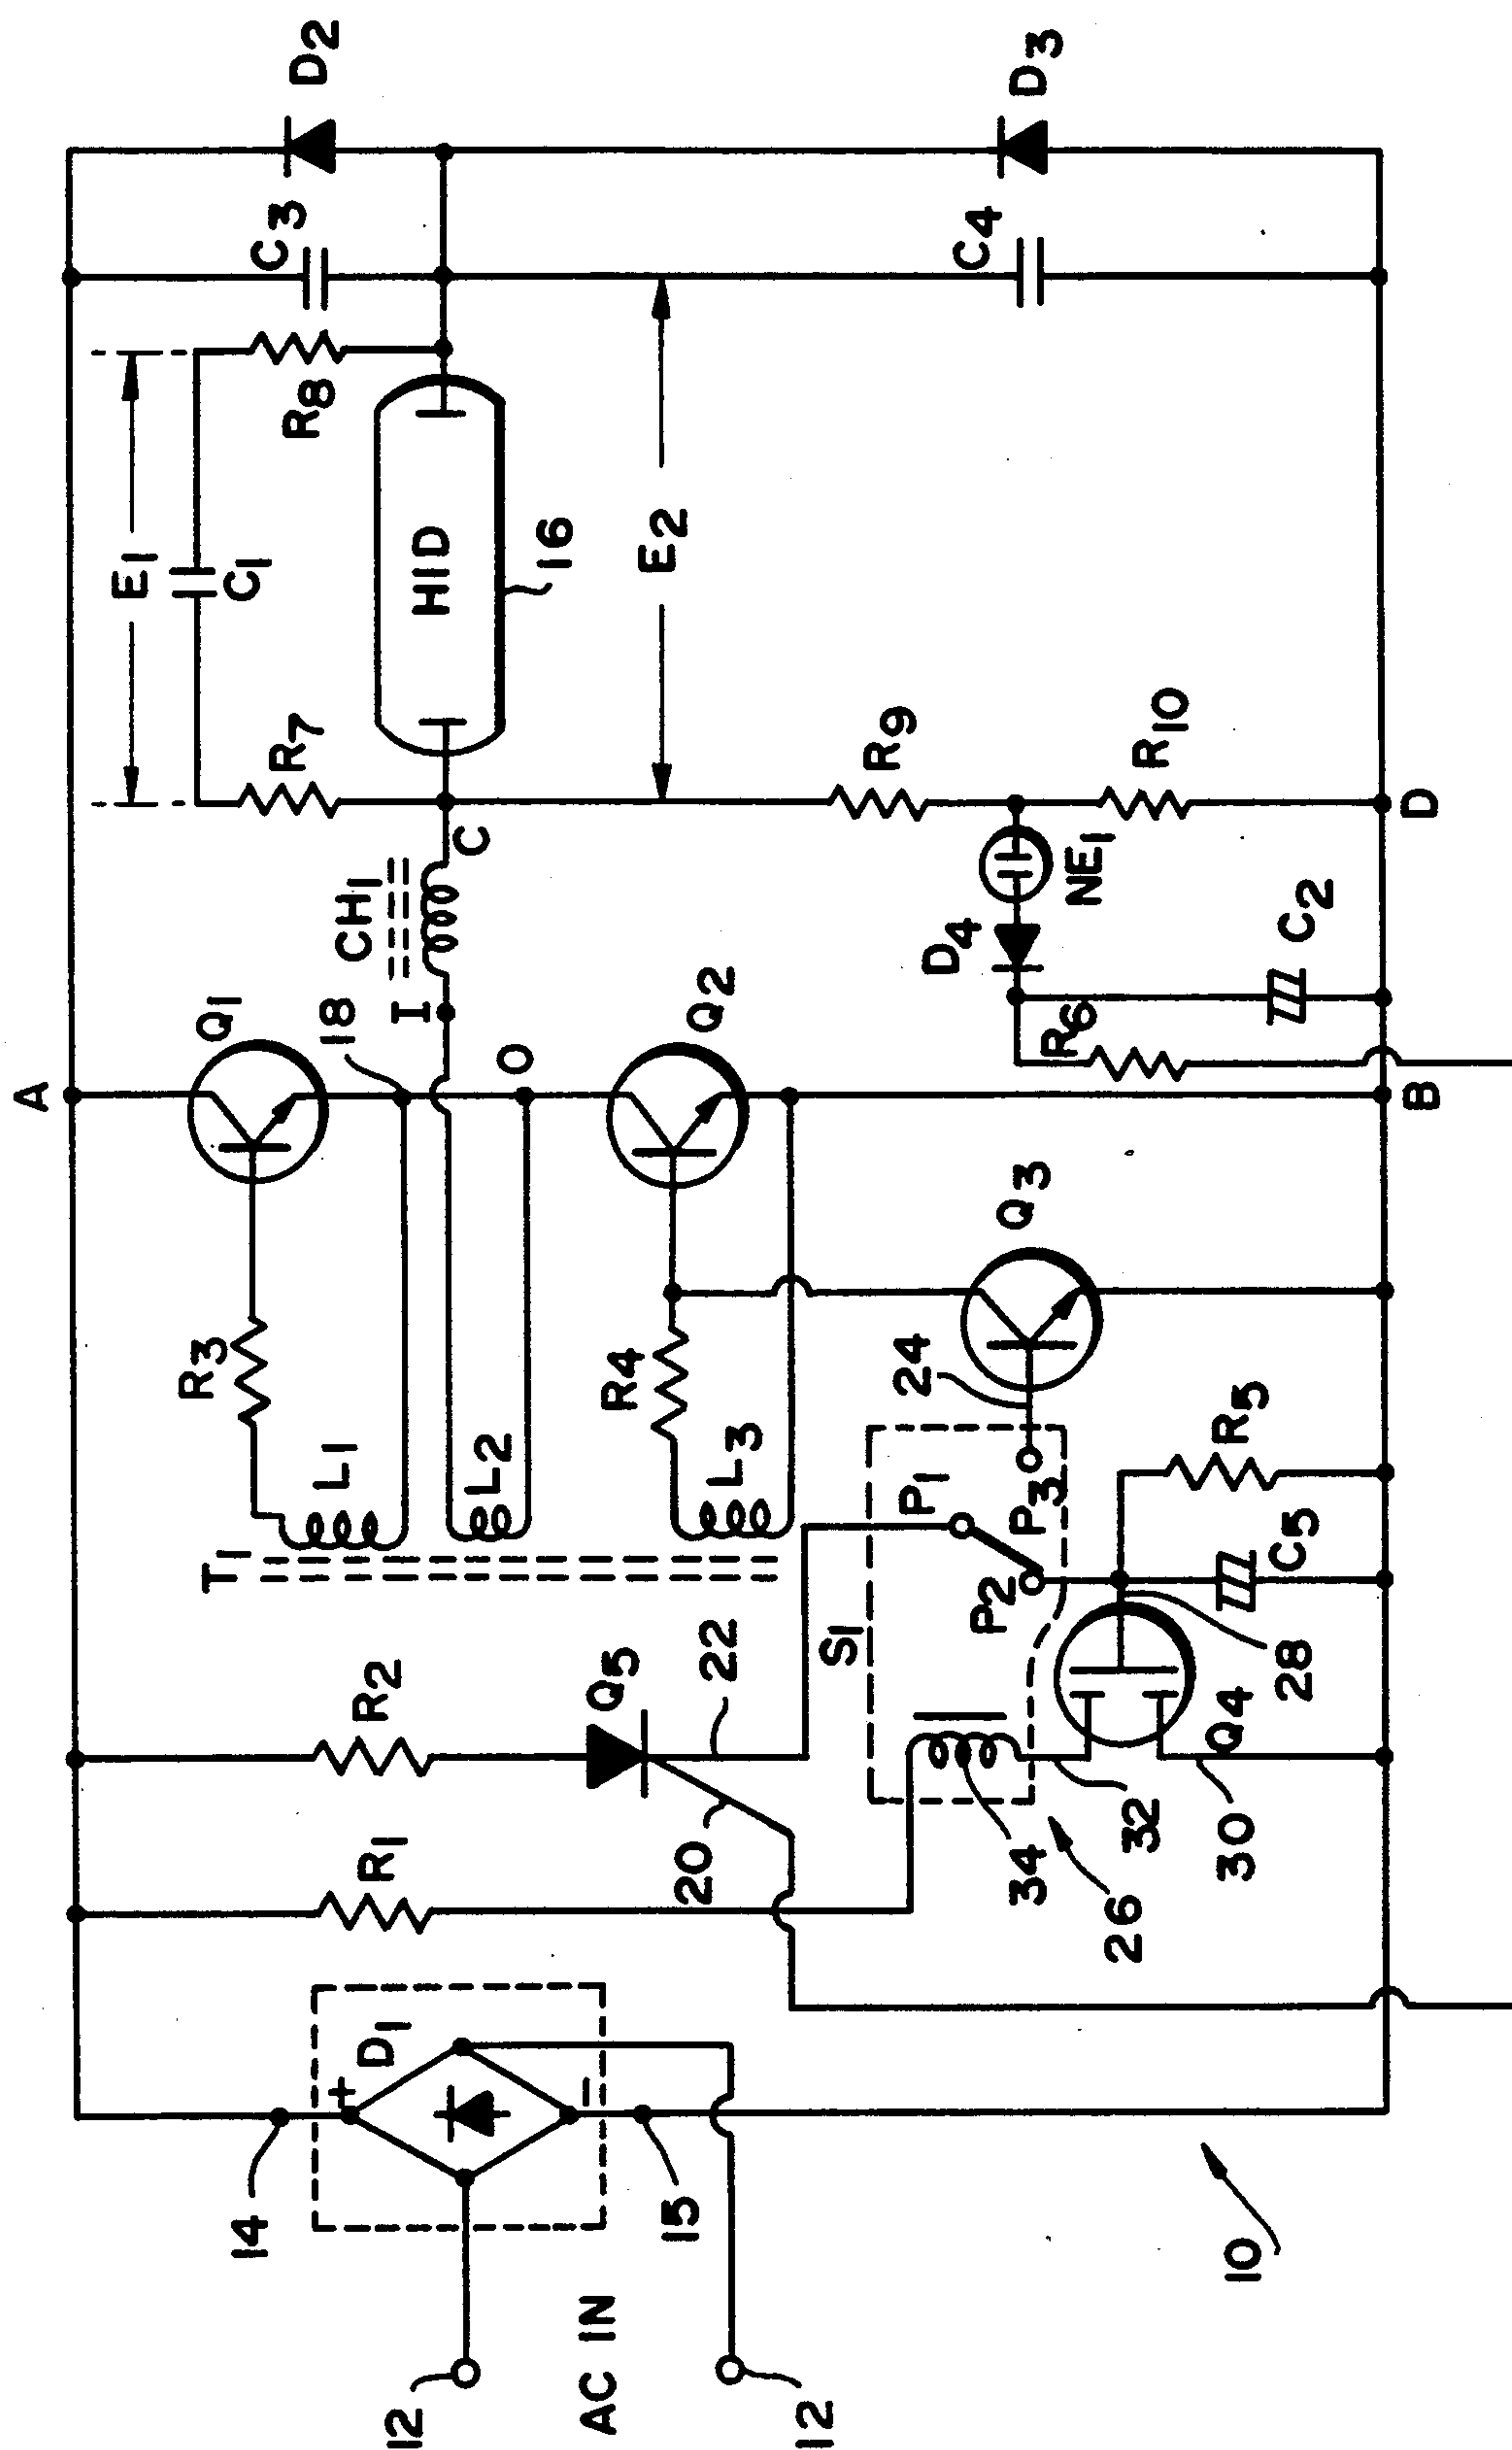 A
D2
C3
E1
C1
R8
R7
Q1
18
CH1
I
C
HID
16
E2
O
R3
L1
T1
L2
R4
L3
Q2
R9
C4
D3
NE1
D4
R10
R6
C2
D
B
Q3
24
R1
R2
Q5
22
20
S1
P1
P3
P2
R5
C5
28
Q4
34
32
30
26
14
+
D1
−
15
12
AC IN
12
10